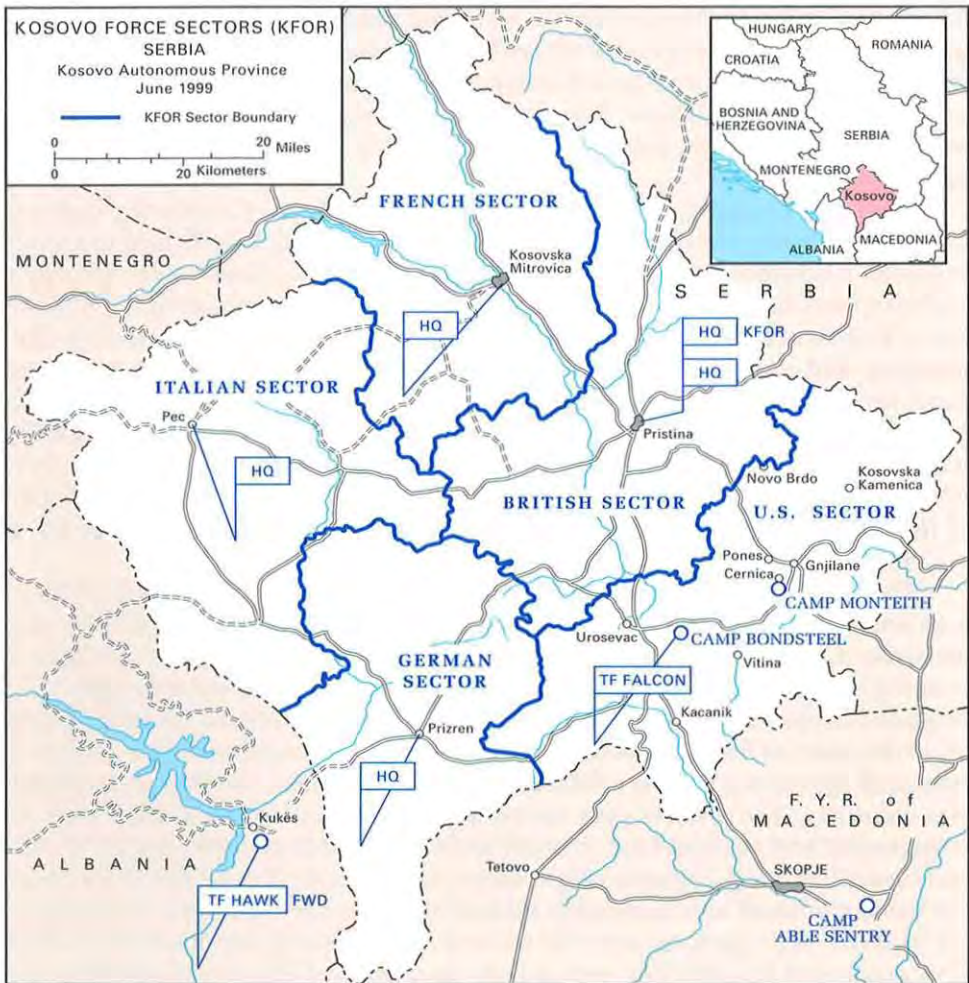 KOSOVO FORCE SECTORS (KFOR)
SERBIA
Kosovo Autonomous Province
June 1999
KFOR Sector Boundary
0 20 Miles
0 20 Kilometers
HUNGARY
ROMANIA
CROATIA
BOSNIA AND
HERZEGOVINA
SERBIA
MONTENEGRO
Kosovo
ALBANIA
MACEDONIA
FRENCH SECTOR
MONTENEGRO
Kosovska
Mitrovica
SERBIA
HQ
HQ KFOR
HQ
ITALIAN SECTOR
Pec
Pristina
HQ
Novo Brdo
Kosovska
Kamenica
BRITISH SECTOR
U.S. SECTOR
Pones
Cernica
Gnjilane
CAMP MONTEITH
Urosevac
CAMP BONDSTEEL
Vitina
GERMAN
SECTOR
TF FALCON
Kacanik
Prizren
HQ
F. Y. R. of
MACEDONIA
Kukës
ALBANIA
Tetovo
SKOPJE
TF HAWK FWD
CAMP
ABLE SENTRY